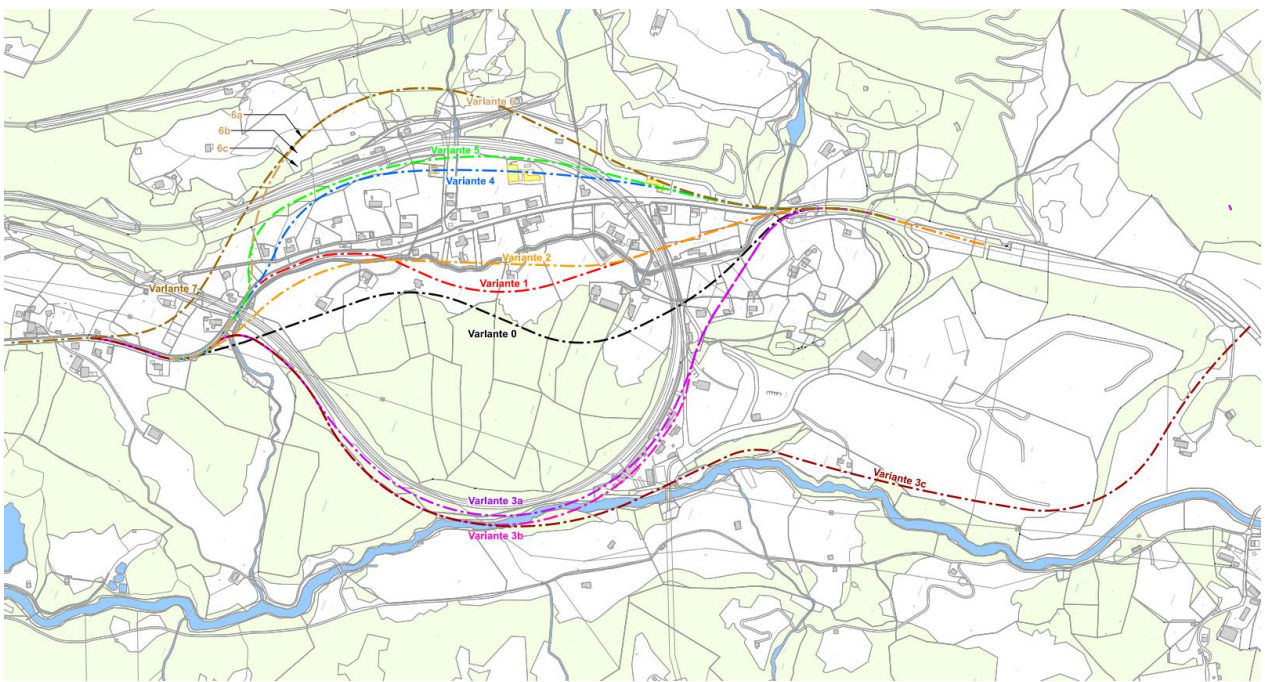 Variante 6
6a
6b
6c
Variante 5
Variante 4
Variante 2
Variante 7
Variante 1
Variante 0
Variante 3c
Variante 3a
Variante 3b